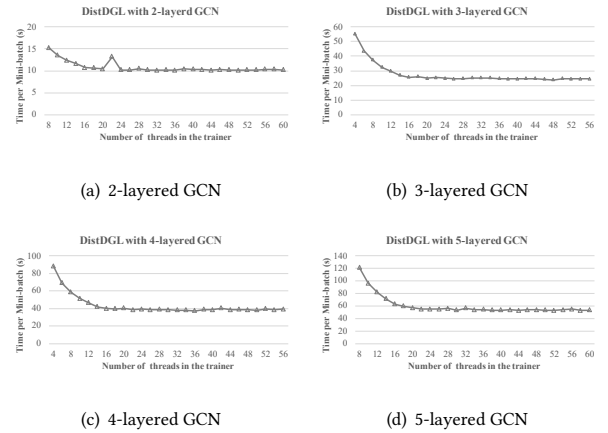 DistDGL with 2-layerd GCN
Time per Mini-batch (s)
20
15
10
5
0
8 12 16 20 24 28 32 36 40 44 48 52 56 60
Number of threads in the trainer
(a) 2-layered GCN
DistDGL with 3-layered GCN
Time per Mini-batch (s)
60
50
40
30
20
10
0
4 8 12 16 20 24 28 32 36 40 44 48 52 56
Number of threads in the trainer
(b) 3-layered GCN
DistDGL with 4-layered GCN
Time per Mini-batch (s)
100
80
60
40
20
0
4 8 12 16 20 24 28 32 36 40 44 48 52 56
Number of threads in the trainer
(c) 4-layered GCN
DistDGL with 5-layered GCN
Time per Mini-batch (s)
140
120
100
80
60
40
20
0
8 12 16 20 24 28 32 36 40 44 48 52 56 60
Number of threads in the trainer
(d) 5-layered GCN